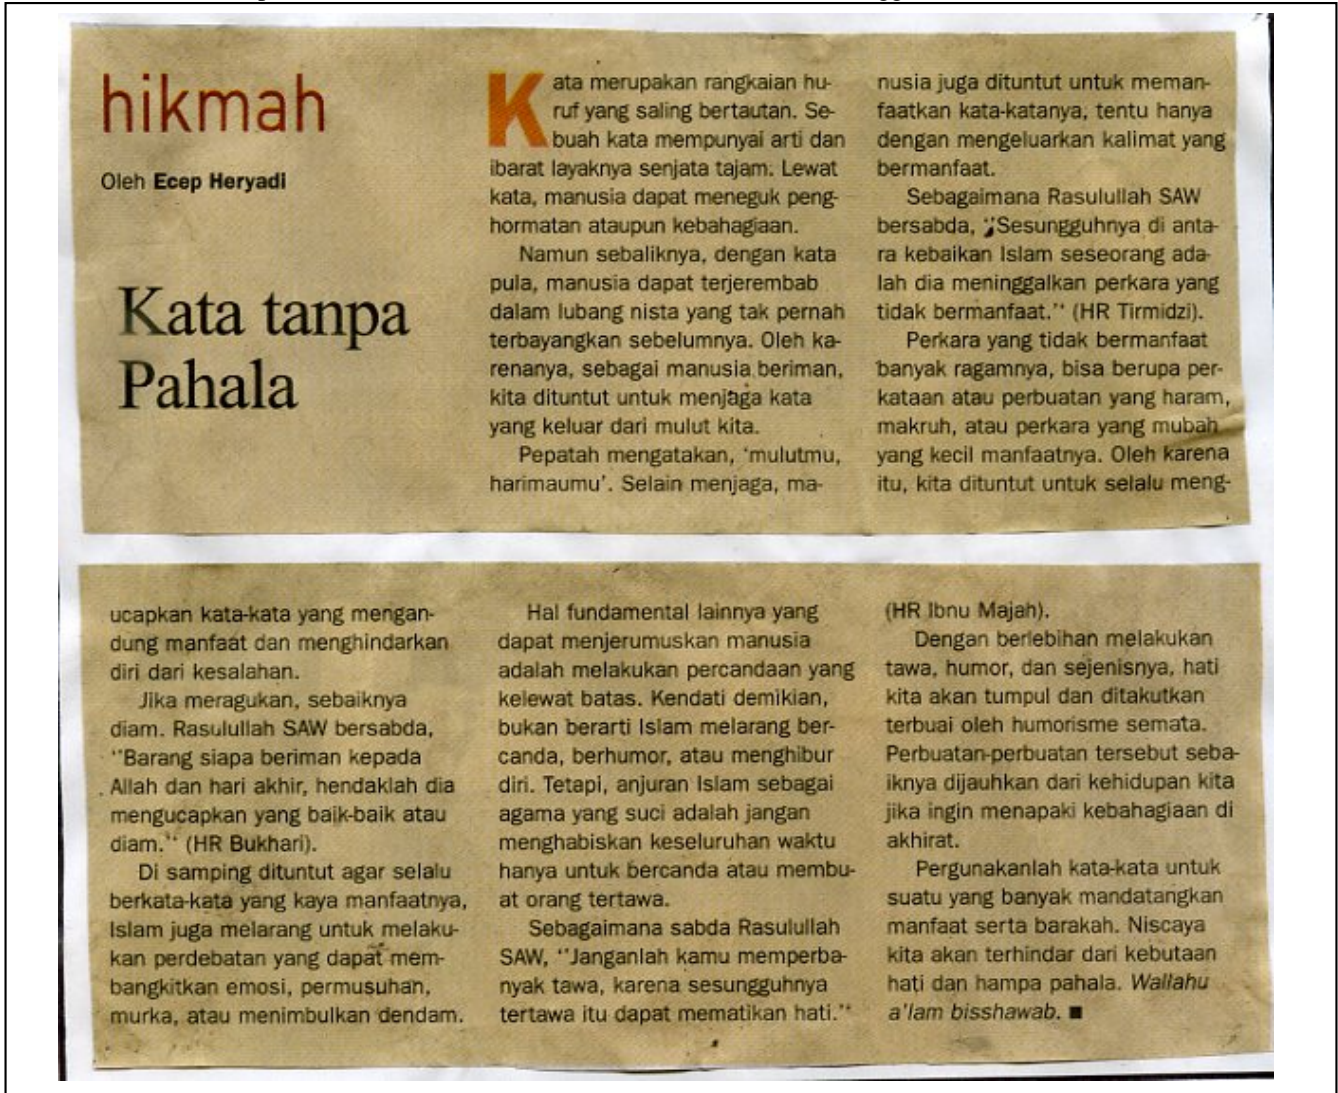 hikmah
Oleh Ecep Heryadi
Kata tanpa
Pahala
Kata merupakan rangkaian hu-
ruf yang saling bertautan. Se-
buah kata mempunyai arti dan
ibarat layaknya senjata tajam. Lewat
kata, manusia dapat meneguk peng-
hormatan ataupun kebahagiaan.
Namun sebaliknya, dengan kata
pula, manusia dapat terjerembab
dalam lubang nista yang tak pernah
terbayangkan sebelumnya. Oleh ka-
renanya, sebagai manusia beriman,
kita dituntut untuk menjaga kata
yang keluar dari mulut kita.
Pepatah mengatakan, 'mulutmu,
harimaumu'. Selain menjaga, ma-
nusia juga dituntut untuk meman-
faatkan kata-katanya, tentu hanya
dengan mengeluarkan kalimat yang
bermanfaat.
Sebagaimana Rasulullah SAW
bersabda, ''Sesungguhnya di anta-
ra kebaikan Islam seseorang ada-
lah dia meninggalkan perkara yang
tidak bermanfaat.'' (HR Tirmidzi).
Perkara yang tidak bermanfaat
banyak ragamnya, bisa berupa per-
kataan atau perbuatan yang haram,
makruh, atau perkara yang mubah
yang kecil manfaatnya. Oleh karena
itu, kita dituntut untuk selalu meng-
ucapkan kata-kata yang mengan-
dung manfaat dan menghindarkan
diri dari kesalahan.
Jika meragukan, sebaiknya
diam. Rasulullah SAW bersabda,
''Barang siapa beriman kepada
Allah dan hari akhir, hendaklah dia
mengucapkan yang baik-baik atau
diam.'' (HR Bukhari).
Di samping dituntut agar selalu
berkata-kata yang kaya manfaatnya,
Islam juga melarang untuk melaku-
kan perdebatan yang dapat mem-
bangkitkan emosi, permusuhan,
murka, atau menimbulkan dendam.
Hal fundamental lainnya yang
dapat menjerumuskan manusia
adalah melakukan percandaan yang
kelewat batas. Kendati demikian,
bukan berarti Islam melarang ber-
canda, berhumor, atau menghibur
diri. Tetapi, anjuran Islam sebagai
agama yang suci adalah jangan
menghabiskan keseluruhan waktu
hanya untuk bercanda atau membu-
at orang tertawa.
Sebagaimana sabda Rasulullah
SAW, ''Janganlah kamu memperba-
nyak tawa, karena sesungguhnya
tertawa itu dapat mematikan hati.''
(HR Ibnu Majah).
Dengan berlebihan melakukan
tawa, humor, dan sejenisnya, hati
kita akan tumpul dan ditakutkan
terbuai oleh humorisme semata.
Perbuatan-perbuatan tersebut seba-
iknya dijauhkan dari kehidupan kita
jika ingin menapaki kebahagiaan di
akhirat.
Pergunakanlah kata-kata untuk
suatu yang banyak mandatangkan
manfaat serta barakah. Niscaya
kita akan terhindar dari kebutaan
hati dan hampa pahala. Wallahu
a'lam bisshawab. ■